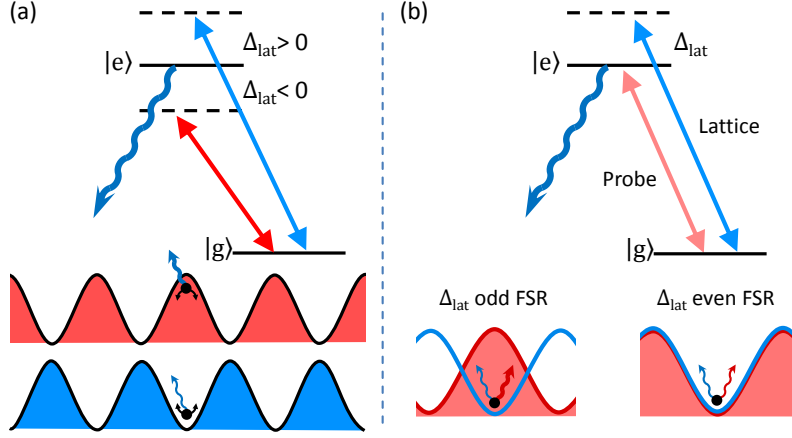 (a)
Δlat> 0
|e⟩
Δlat< 0
|g⟩
(b)
Δlat
|e⟩
Lattice
Probe
|g⟩
Δlat odd FSR
Δlat even FSR